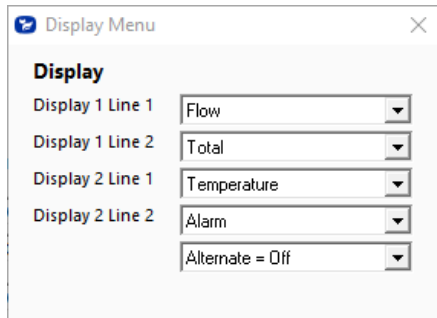 Display Menu
Display
Display 1 Line 1 Flow
Display 1 Line 2 Total
Display 2 Line 1 Temperature
Display 2 Line 2 Alarm
Alternate = Off